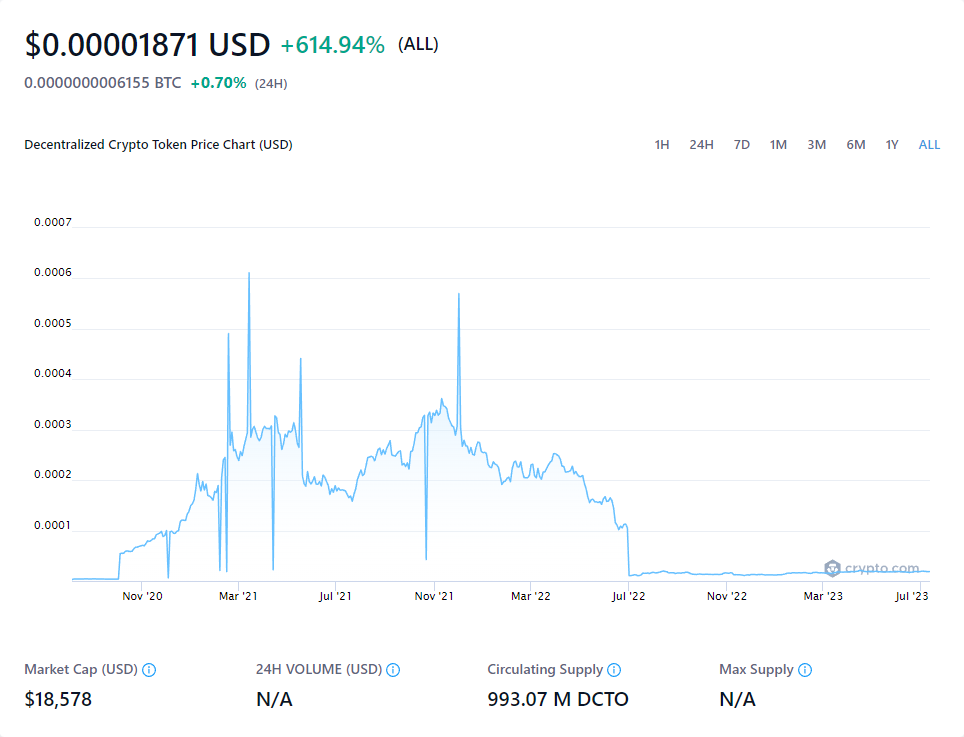 $0.00001871 USD +614.94% (ALL)
0.0000000006155 BTC +0.70% (24H)
Decentralized Crypto Token Price Chart (USD) 1H 24H 7D 1M 3M 6M 1Y ALL
0.0007
0.0006
0.0005
0.0004
0.0003
0.0002
0.0001
crypto.com
Nov '20 Mar '21 Jul '21 Nov '21 Mar '22 Jul '22 Nov '22 Mar '23 Jul '23
Market Cap (USD) 24H VOLUME (USD) Circulating Supply Max Supply
$18,578 N/A 993.07 M DCTO N/A